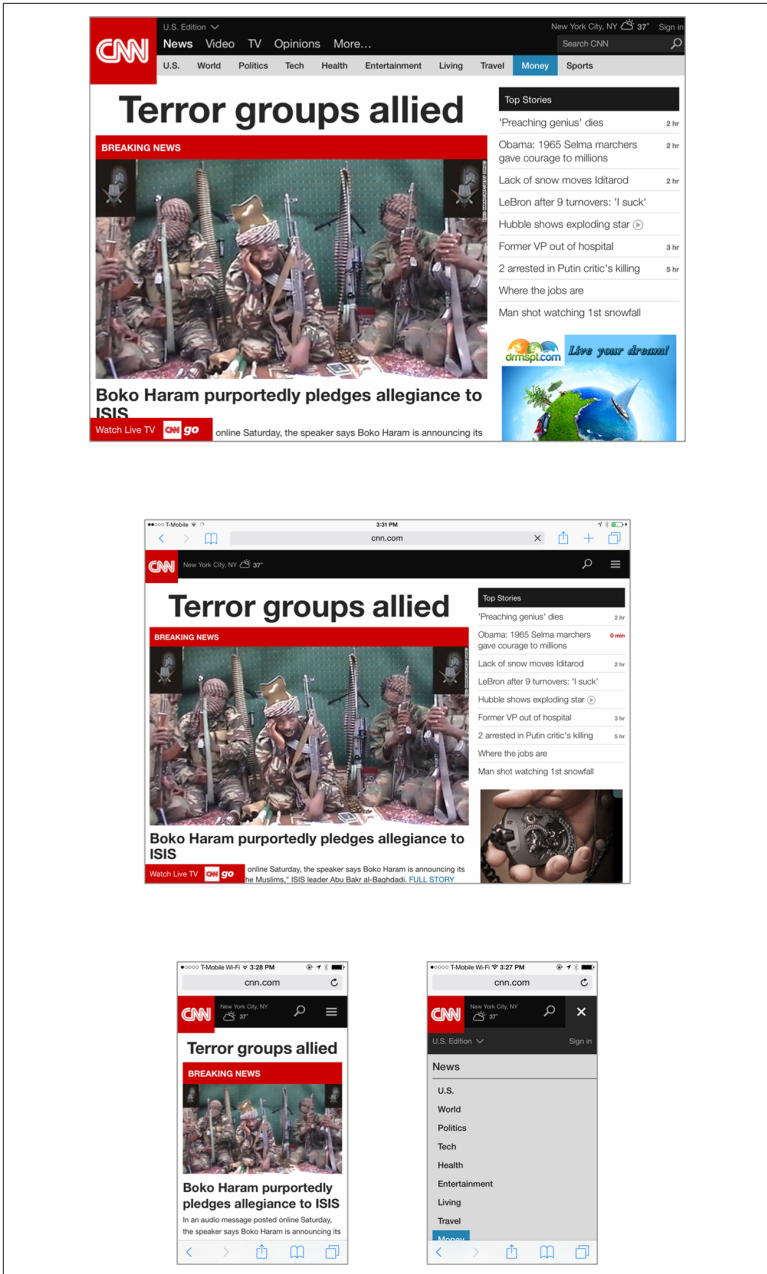 U.S. Edition
New York City, NY 37° Sign in
CNN
News Video TV Opinions More...
Search CNN
U.S. World Politics Tech Health Entertainment Living Travel Money Sports
Terror groups allied
BREAKING NEWS
Boko Haram purportedly pledges allegiance to
ISIS
Watch Live TV CNN go
online Saturday, the speaker says Boko Haram is announcing its
Top Stories
'Preaching genius' dies 2 hr
Obama: 1965 Selma marchers 2 hr
gave courage to millions
Lack of snow moves Iditarod 2 hr
LeBron after 9 turnovers: 'I suck'
Hubble shows exploding star
Former VP out of hospital 3 hr
2 arrested in Putin critic's killing 5 hr
Where the jobs are
Man shot watching 1st snowfall
drmspl.com Live your dream!
T-Mobile 3:31 PM
cnn.com
CNN New York City, NY 37°
Terror groups allied
BREAKING NEWS
Boko Haram purportedly pledges allegiance to
ISIS
Watch Live TV CNN go
online Saturday, the speaker says Boko Haram is announcing its
he Muslims," ISIS leader Abu Bakr al-Baghdadi. FULL STORY
Top Stories
'Preaching genius' dies 2 hr
Obama: 1965 Selma marchers 0 min
gave courage to millions
Lack of snow moves Iditarod 2 hr
LeBron after 9 turnovers: 'I suck'
Hubble shows exploding star
Former VP out of hospital 3 hr
2 arrested in Putin critic's killing 5 hr
Where the jobs are
Man shot watching 1st snowfall
T-Mobile Wi-Fi 3:28 PM
cnn.com
CNN
New York City, NY
37°
Terror groups allied
BREAKING NEWS
Boko Haram purportedly
pledges allegiance to ISIS
In an audio message posted online Saturday,
the speaker says Boko Haram is announcing its
T-Mobile Wi-Fi 3:27 PM
cnn.com
CNN
New York City, NY
37°
U.S. Edition Sign in
News
U.S.
World
Politics
Tech
Health
Entertainment
Living
Travel
Money